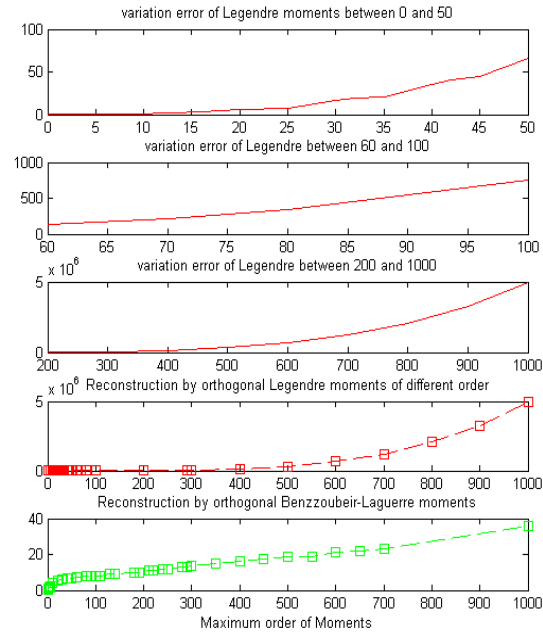 variation error of Legendre moments between 0 and 50
100
50
0
0 5 10 15 20 25 30 35 40 45 50
variation error of Legendre between 60 and 100
1000
500
0
60 65 70 75 80 85 90 95 100
variation error of Legendre between 200 and 1000
x 10^6
5
0
200 300 400 500 600 700 800 900 1000
Reconstruction by orthogonal Legendre moments of different order
x 10^6
5
0
0 100 200 300 400 500 600 700 800 900 1000
Reconstruction by orthogonal Benzzoubeir-Laguerre moments
40
20
0
0 100 200 300 400 500 600 700 800 900 1000
Maximum order of Moments